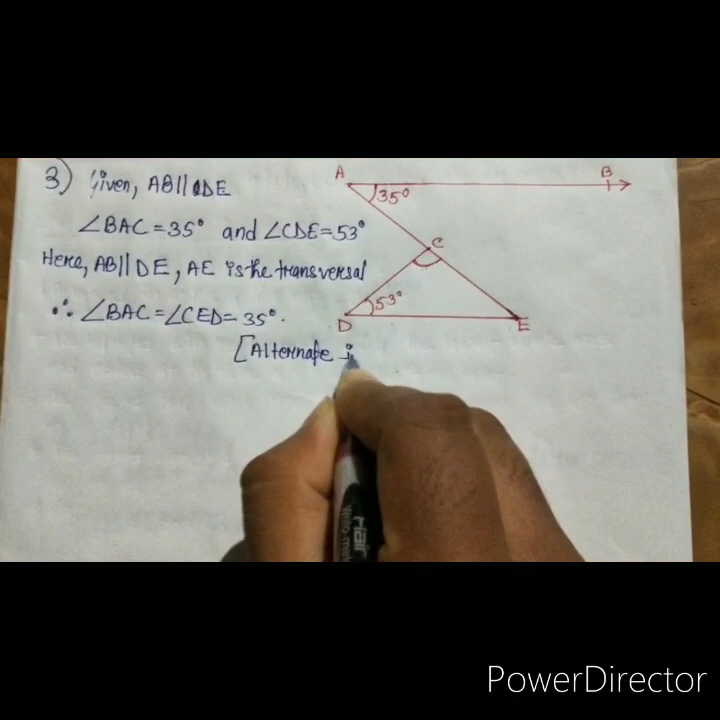 3) Given, AB||DE
∠BAC=35° and ∠CDE=53°
Here, AB||DE, AE is the transversal
∴ ∠BAC=∠CED=35°.
[Alternate i
A
B
35°
C
53°
D
E
Hair
PowerDirector